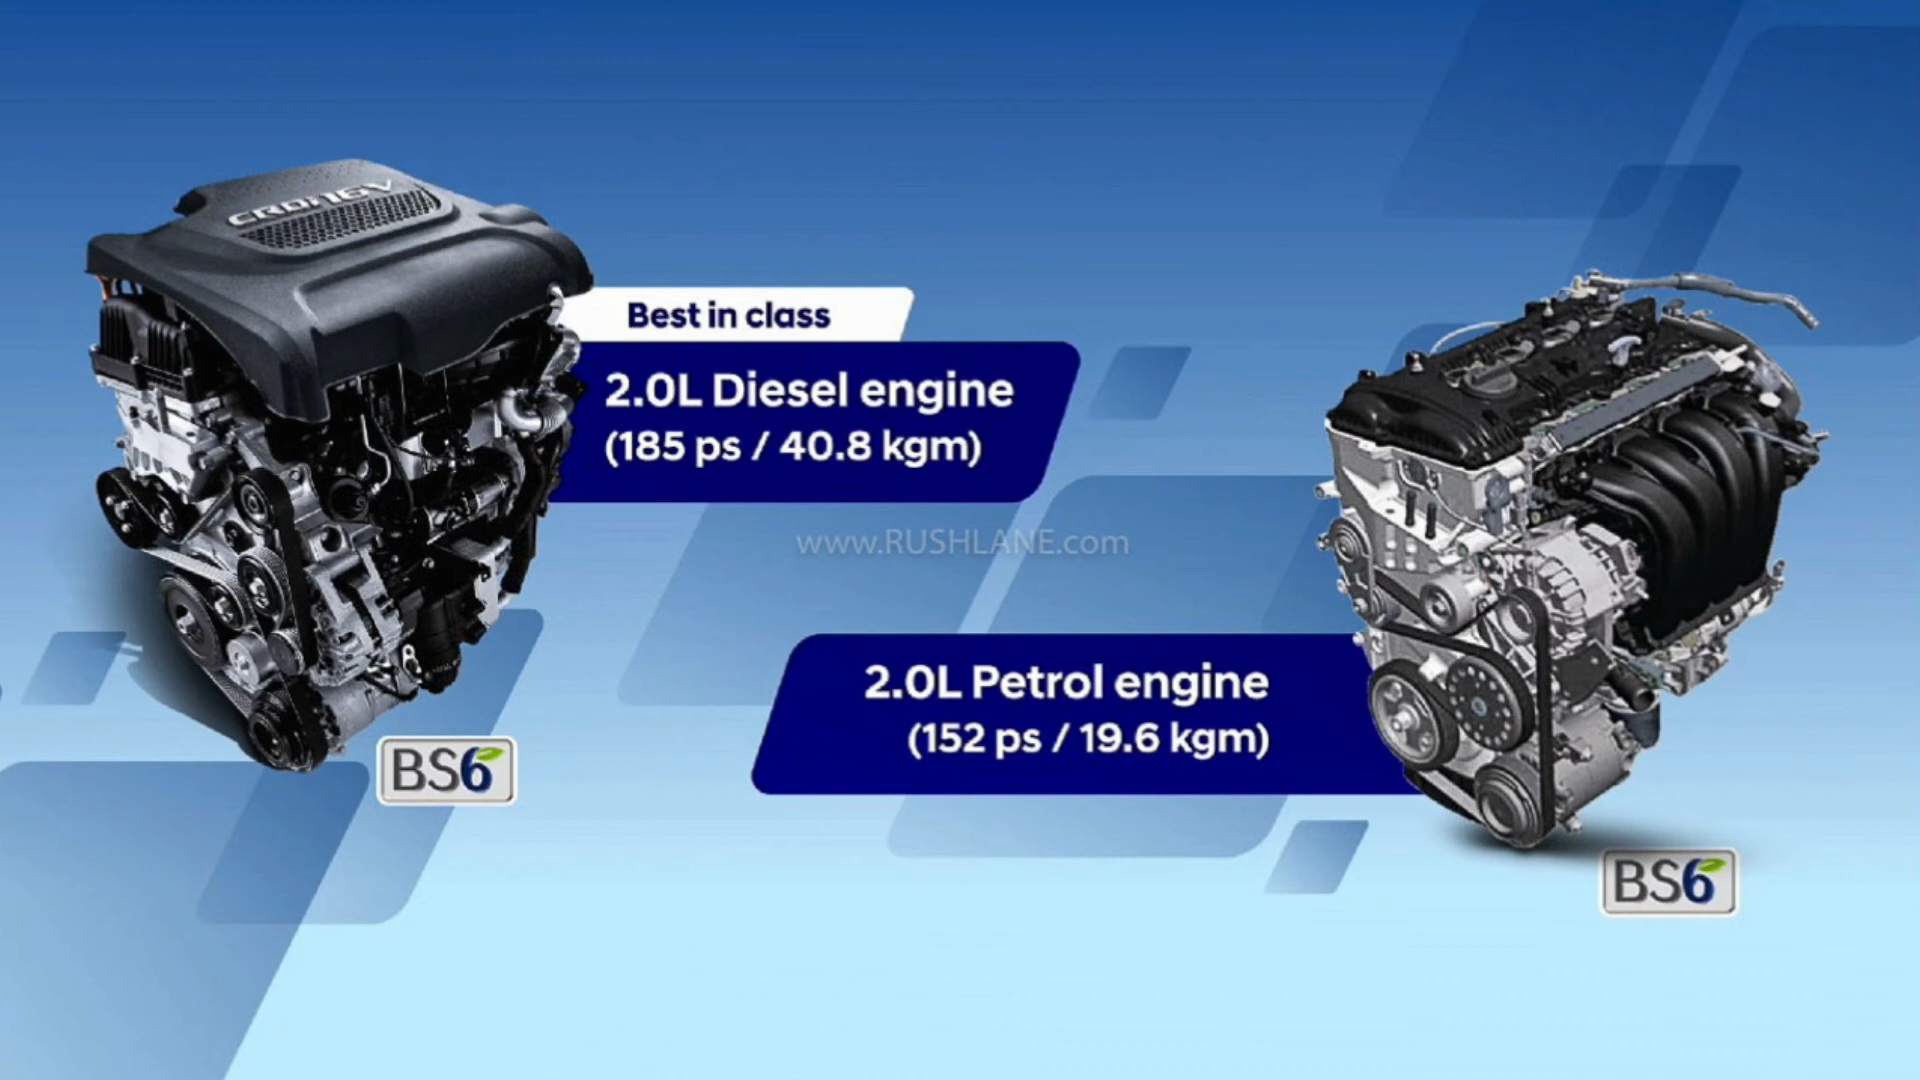 CRDi 16V
Best in class
2.0L Diesel engine
(185 ps / 40.8 kgm)
www.RUSHLANE.com
2.0L Petrol engine
(152 ps / 19.6 kgm)
BS6
BS6